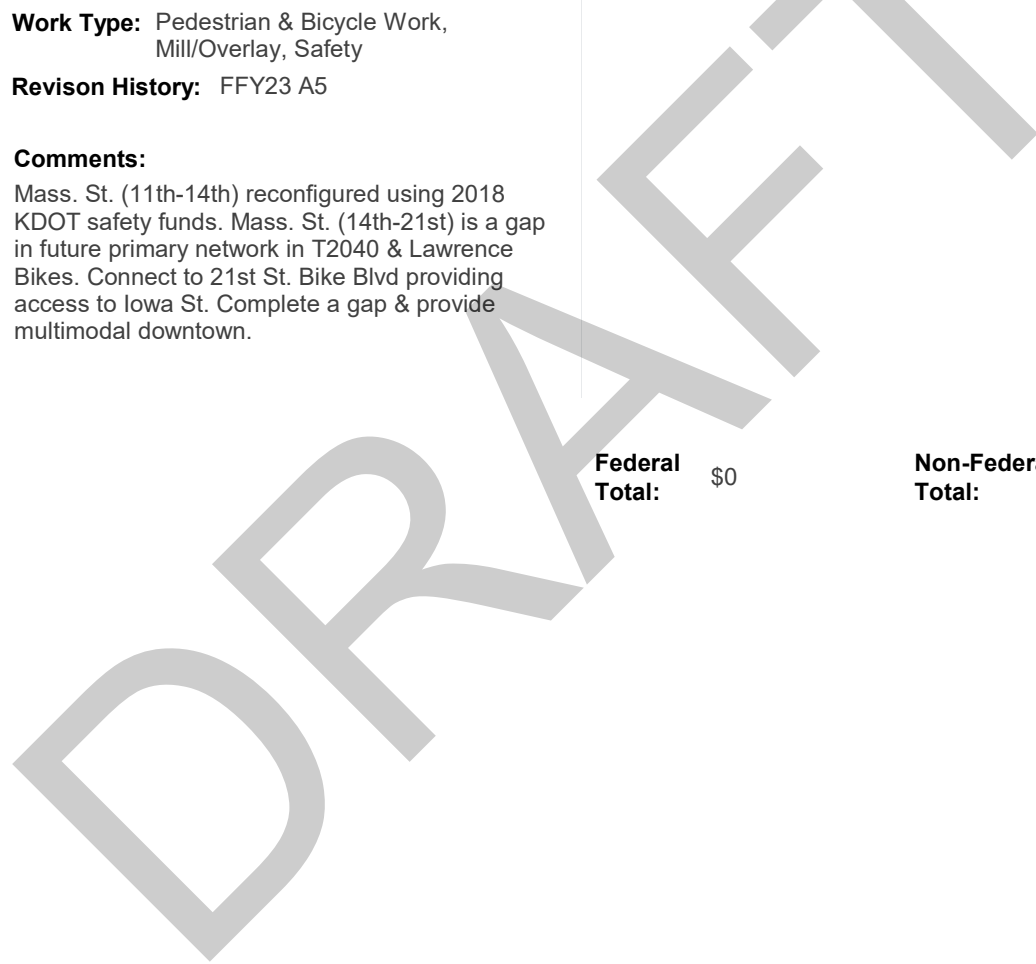 Work Type: Pedestrian & Bicycle Work,
Mill/Overlay, Safety
Revison History: FFY23 A5
Comments:
Mass. St. (11th-14th) reconfigured using 2018
KDOT safety funds. Mass. St. (14th-21st) is a gap
in future primary network in T2040 & Lawrence
Bikes. Connect to 21st St. Bike Blvd providing
access to Iowa St. Complete a gap & provide
multimodal downtown.
Federal
Total: $0
Non-Federa
Total:
DRAFT